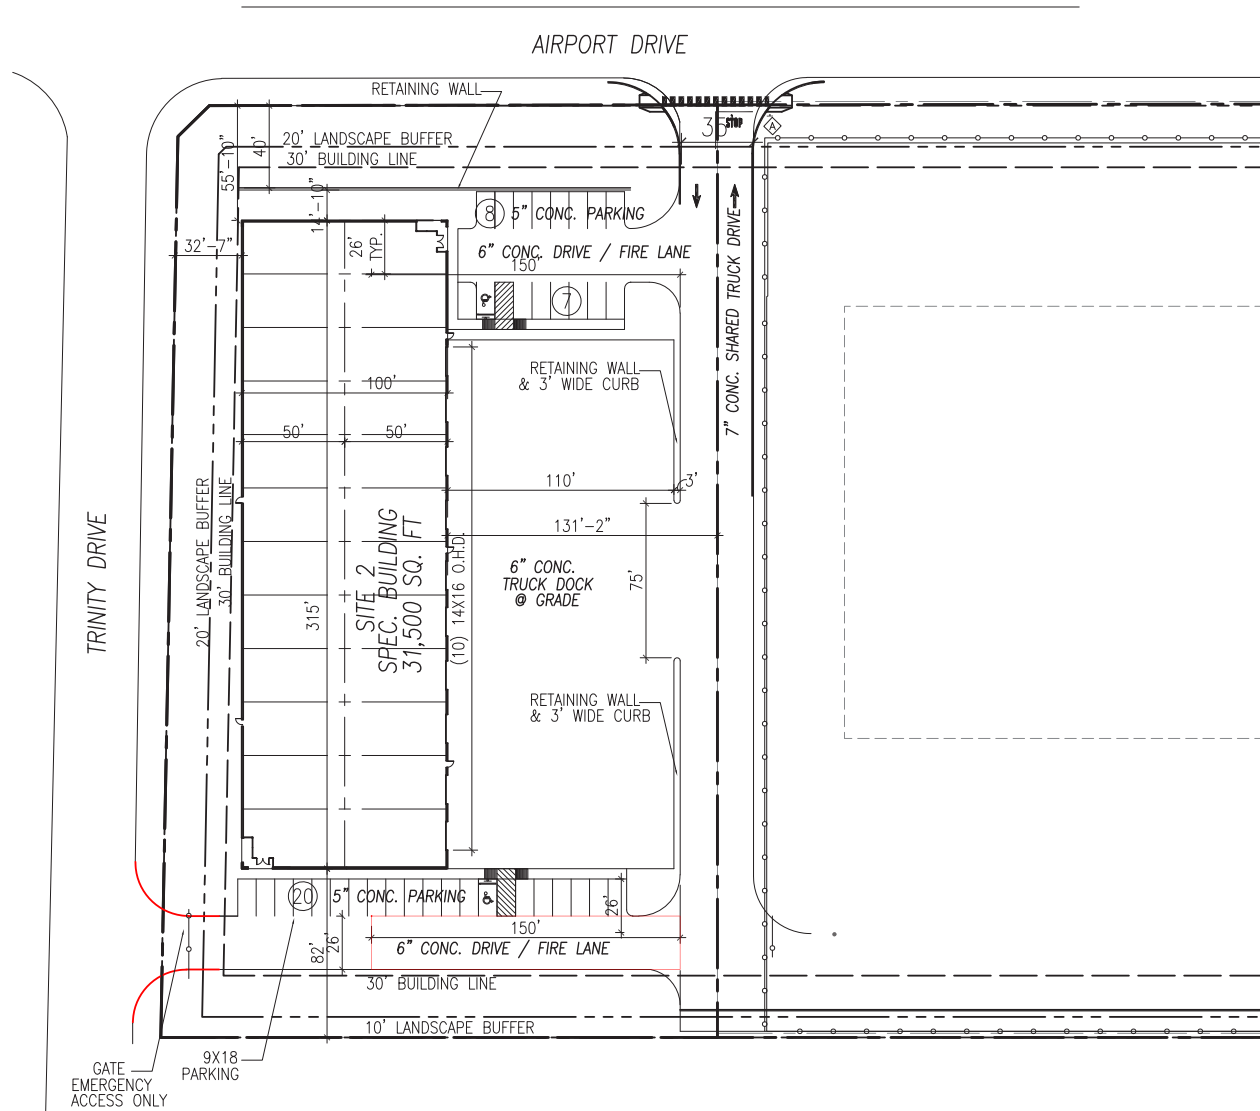 AIRPORT DRIVE
RETAINING WALL
35'
STOP
A
20' LANDSCAPE BUFFER
30' BUILDING LINE
55'-10"
40'
14'-10"
8
5" CONC. PARKING
32'-7"
26'
TYP.
6" CONC. DRIVE / FIRE LANE
150'
7
7" CONC. SHARED TRUCK DRIVE
RETAINING WALL
& 3' WIDE CURB
100'
50'
50'
110'
3'
131'-2"
TRINITY DRIVE
20' LANDSCAPE BUFFER
30' BUILDING LINE
315'
SITE 2
SPEC. BUILDING
31,500 SQ. FT
(10) 14X16 O.H.D.
6" CONC.
TRUCK DOCK
@ GRADE
75'
RETAINING WALL
& 3' WIDE CURB
20
5" CONC. PARKING
26'
150'
82'
26'
6" CONC. DRIVE / FIRE LANE
30' BUILDING LINE
10' LANDSCAPE BUFFER
9X18
PARKING
GATE
EMERGENCY
ACCESS ONLY